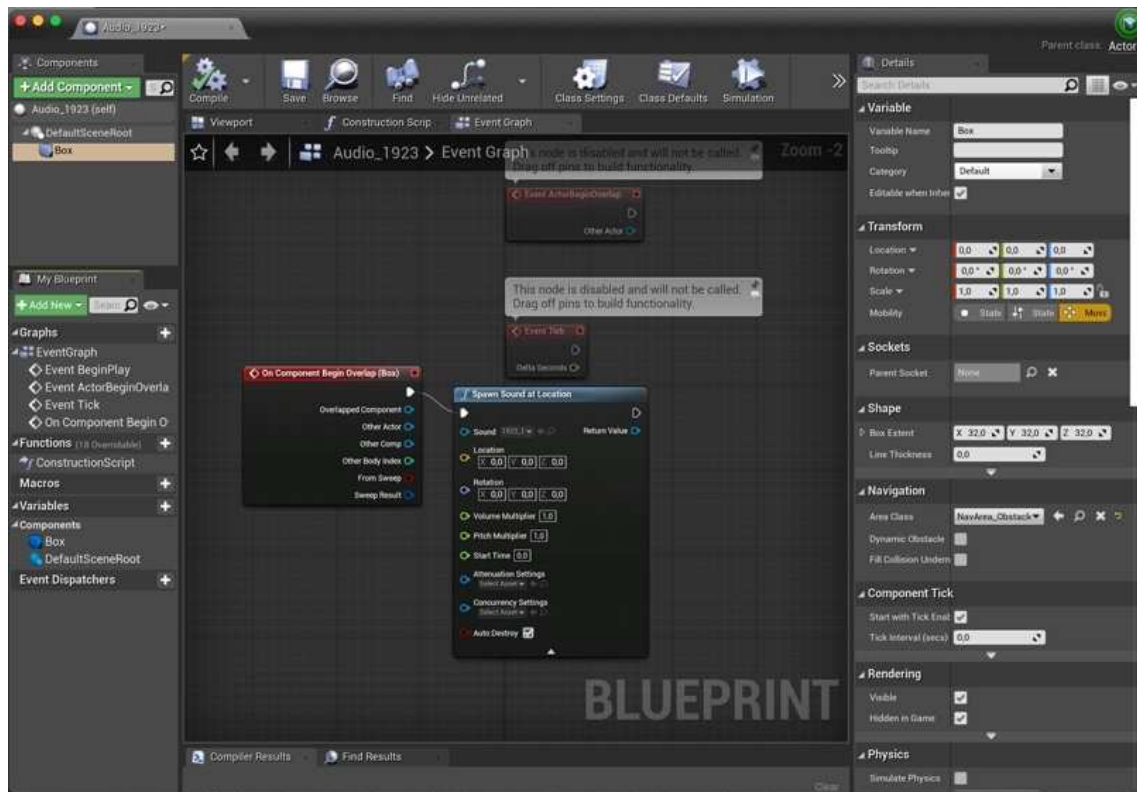 Audio_1923*
Parent class: Actor
Components
+ Add Component
Audio_1923 (self)
DefaultSceneRoot
Box
Compile
Save
Browse
Find
Hide Unrelated
Class Settings
Class Defaults
Simulation
Viewport
Construction Scrip
Event Graph
Audio_1923 > Event Graph
Zoom -2
This node is disabled and will not be called.
Drag off pins to build functionality.
Event ActorBeginOverlap
Other Actor
This node is disabled and will not be called.
Drag off pins to build functionality.
Event Tick
Delta Seconds
On Component Begin Overlap (Box)
Overlapped Component
Other Actor
Other Comp
Other Body Index
From Sweep
Sweep Result
Spawn Sound at Location
Sound
Return Value
Location
X 0,0 Y 0,0 Z 0,0
Rotation
X 0,0 Y 0,0 Z 0,0
Volume Multiplier 1,0
Pitch Multiplier 1,0
Start Time 0,0
Attenuation Settings
Select Asset
Concurrency Settings
Select Asset
Auto Destroy
BLUEPRINT
Compiler Results
Find Results
Clear
My Blueprint
+ Add New
Searc
Graphs
EventGraph
Event BeginPlay
Event ActorBeginOverla
Event Tick
On Component Begin O
Functions (18 Overridable)
ConstructionScript
Macros
Variables
Components
Box
DefaultSceneRoot
Event Dispatchers
Details
Search Details
Variable
Variable Name Box
Tooltip
Category Default
Editable when Inher
Transform
Location 0,0 0,0 0,0
Rotation 0,0° 0,0° 0,0°
Scale 1,0 1,0 1,0
Mobility Stati Stati Mova
Sockets
Parent Socket None
Shape
Box Extent X 32,0 Y 32,0 Z 32,0
Line Thickness 0,0
Navigation
Area Class NavArea_Obstack
Dynamic Obstacle
Fill Collision Undern
Component Tick
Start with Tick Enabl
Tick Interval (secs) 0,0
Rendering
Visible
Hidden in Game
Physics
Simulate Physics